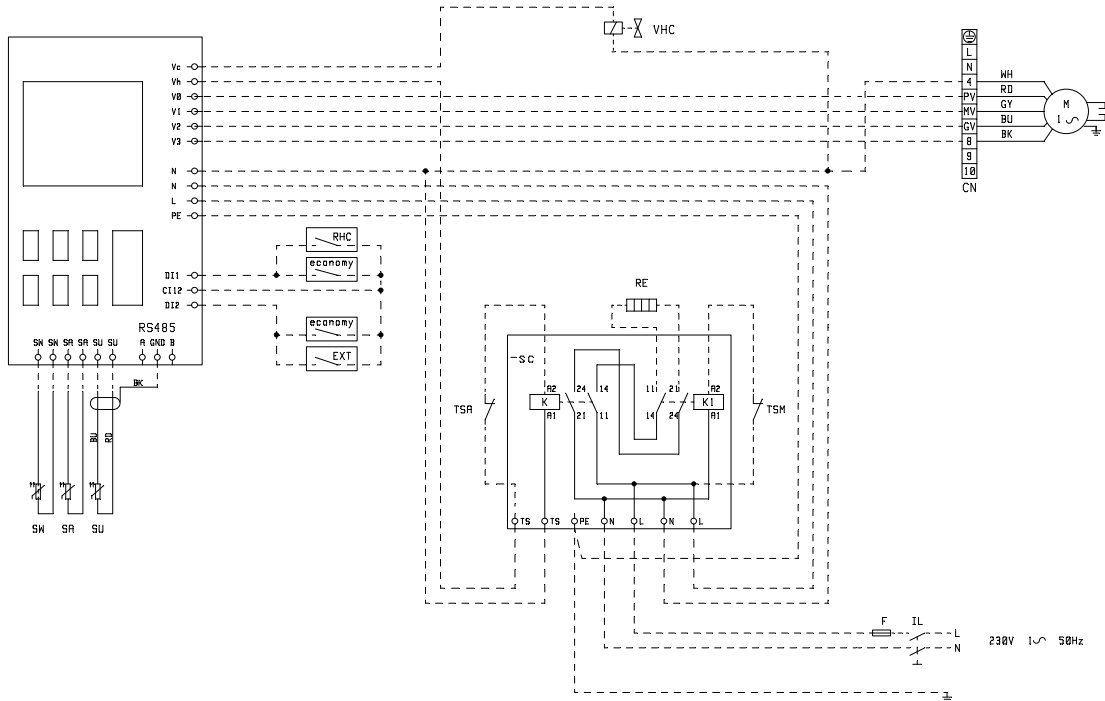 VHC
L
N
4
PV
MV
GV
8
9
10
CN
WH
RD
GY
BU
BK
M
1
Vc
Vh
V0
V1
V2
V3
N
N
L
PE
DI1
CI12
DI2
RHC
economy
economy
EXT
RS485
SW SW SA SA SU SU A GND B
BK
BU
RD
SW SA SU
RE
-SC
TSA
TSM
A2 24 14 11 21 A2
K
K1
A1 21 11 14 24 A1
TS TS PE N L N L
F IL
L
N
230V 1 50Hz